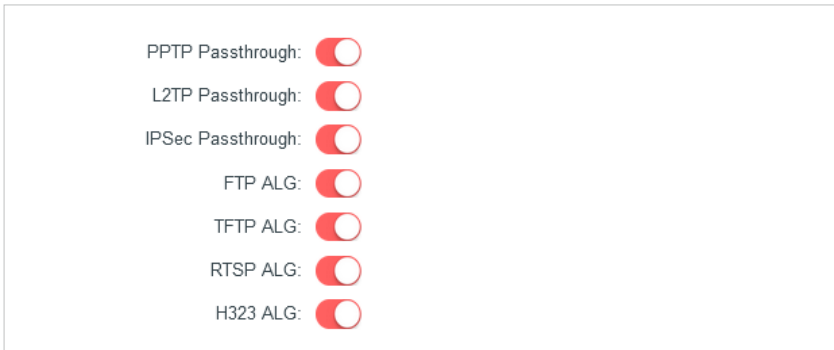 PPTP Passthrough:
L2TP Passthrough:
IPSec Passthrough:
FTP ALG:
TFTP ALG:
RTSP ALG:
H323 ALG: